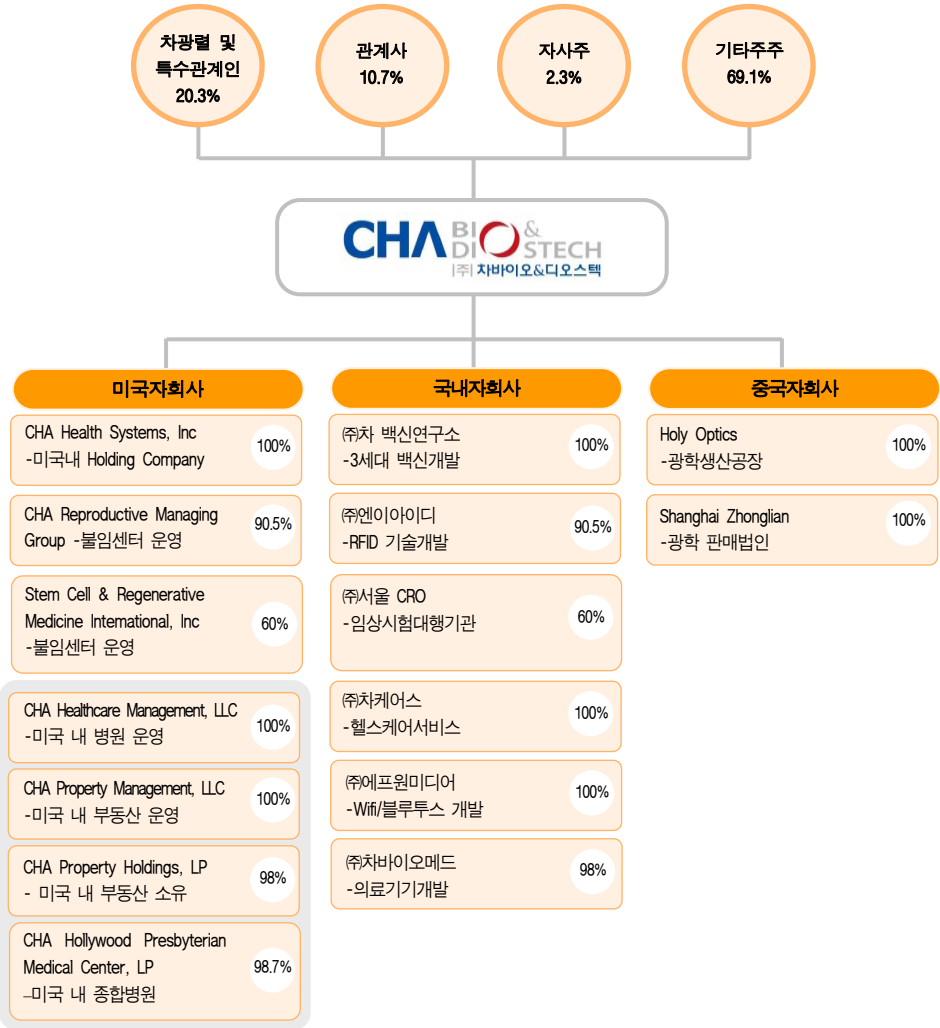 차광렬 및
특수관계인
20.3%
관계사
10.7%
자사주
2.3%
기타주주
69.1%
CHA BIO &
DIOSTECH
(주) 차바이오&디오스텍
미국자회사
CHA Health Systems, Inc
-미국내 Holding Company
100%
CHA Reproductive Managing
Group -불임센터 운영
90.5%
Stem Cell & Regenerative
Medicine International, Inc
-불임센터 운영
60%
CHA Healthcare Management, LLC
-미국 내 병원 운영
100%
CHA Property Management, LLC
-미국 내 부동산 운영
100%
CHA Property Holdings, LP
- 미국 내 부동산 소유
98%
CHA Hollywood Presbyterian
Medical Center, LP
–미국 내 종합병원
98.7%
국내자회사
㈜차 백신연구소
-3세대 백신개발
100%
㈜엔이아이디
-RFID 기술개발
90.5%
㈜서울 CRO
-임상시험대행기관
60%
㈜차케어스
-헬스케어서비스
100%
㈜에프원미디어
-Wifi/블루투스 개발
100%
㈜차바이오메드
-의료기기개발
98%
중국자회사
Holy Optics
-광학생산공장
100%
Shanghai Zhonglian
-광학 판매법인
100%